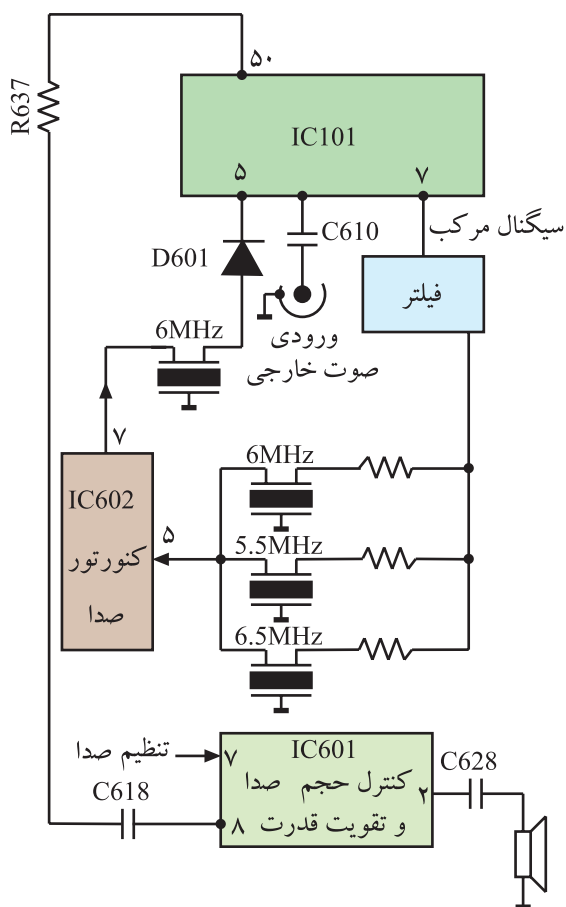 ۵۰
R637
IC101
۵
۷
سیگنال مرکب
C610
D601
فیلتر
ورودی
صوت خارجی
6MHz
۷
IC602
کنورتور
صدا
۵
6MHz
5.5MHz
6.5MHz
تنظیم صدا
IC601
۷
کنترل حجم صدا
و تقویت قدرت
۲
۸
C628
C618